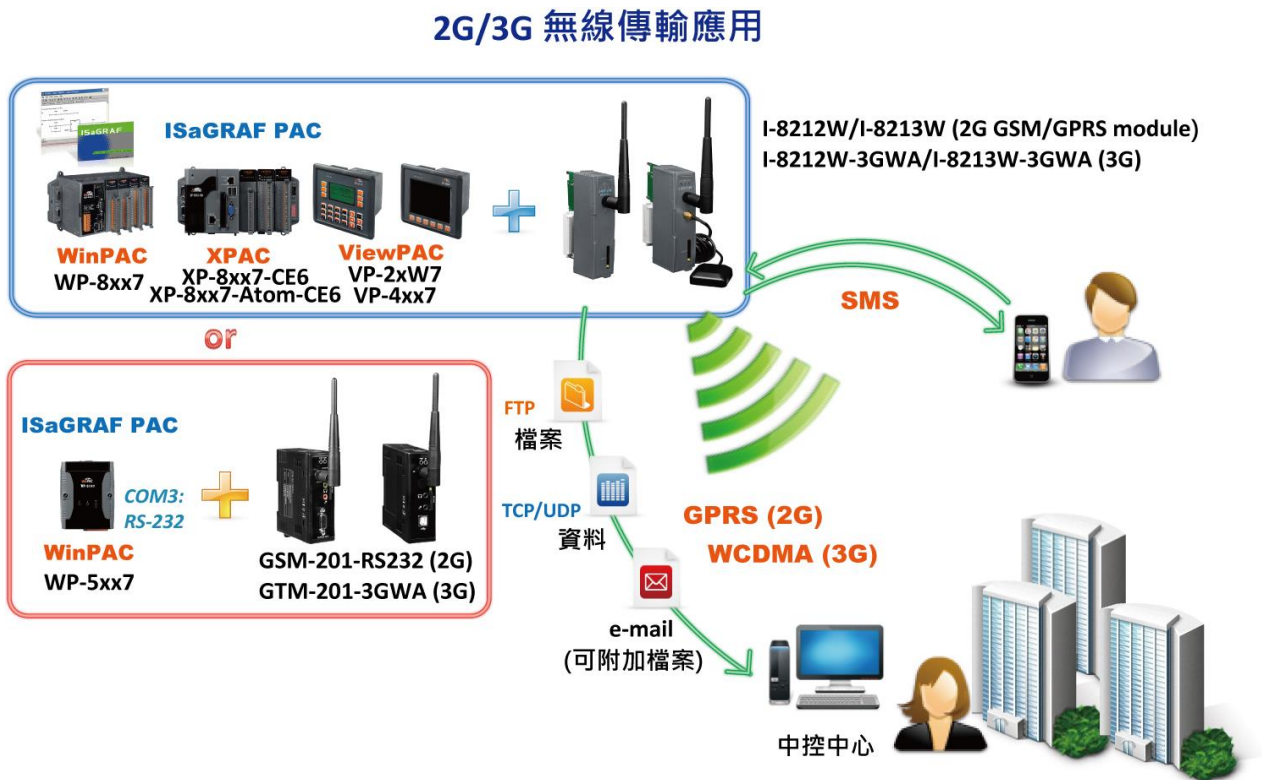 2G/3G 無線傳輸應用
ISaGRAF
ISaGRAF PAC
WinPAC
WP-8xx7
XPAC
XP-8xx7-CE6
XP-8xx7-Atom-CE6
ViewPAC
VP-2xW7
VP-4xx7
I-8212W/I-8213W (2G GSM/GPRS module)
I-8212W-3GWA/I-8213W-3GWA (3G)
SMS
or
ISaGRAF PAC
COM3:
RS-232
WinPAC
WP-5xx7
GSM-201-RS232 (2G)
GTM-201-3GWA (3G)
FTP
檔案
TCP/UDP
資料
e-mail
(可附加檔案)
GPRS (2G)
WCDMA (3G)
中控中心